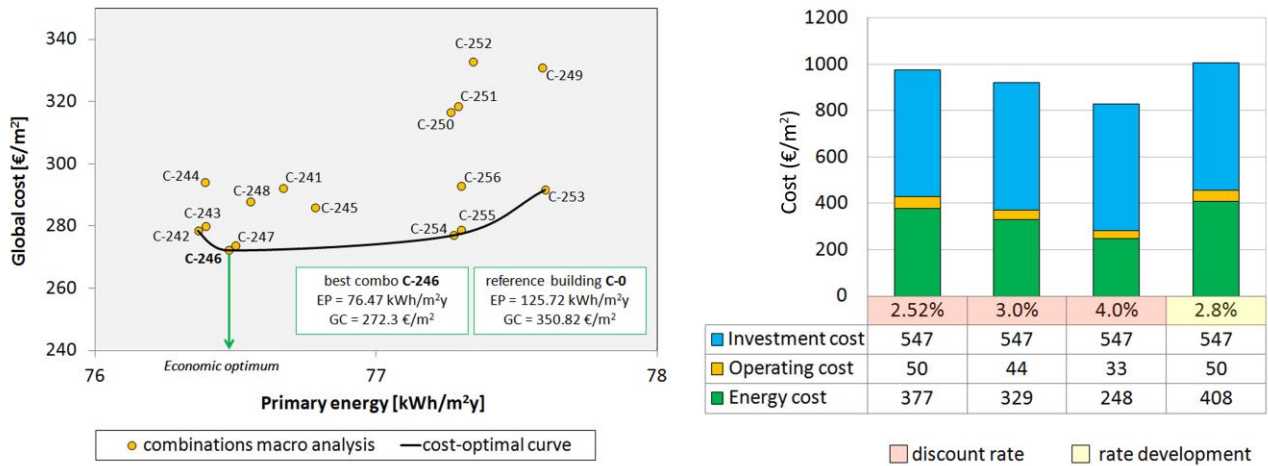 Global cost [€/m²]
340
320
300
280
260
240
C-252
C-249
C-251
C-250
C-244
C-248
C-241
C-256
C-245
C-253
C-243
C-242
C-247
C-246
C-254
C-255
best combo C-246
EP = 76.47 kWh/m²y
GC = 272.3 €/m²
reference building C-0
EP = 125.72 kWh/m²y
GC = 350.82 €/m²
76
77
78
Economic optimum
Primary energy [kWh/m²y]
combinations macro analysis
cost-optimal curve
Cost (€/m²)
1200
1000
800
600
400
200
0
2.52% 3.0% 4.0% 2.8%
Investment cost 547 547 547 547
Operating cost 50 44 33 50
Energy cost 377 329 248 408
discount rate
rate development